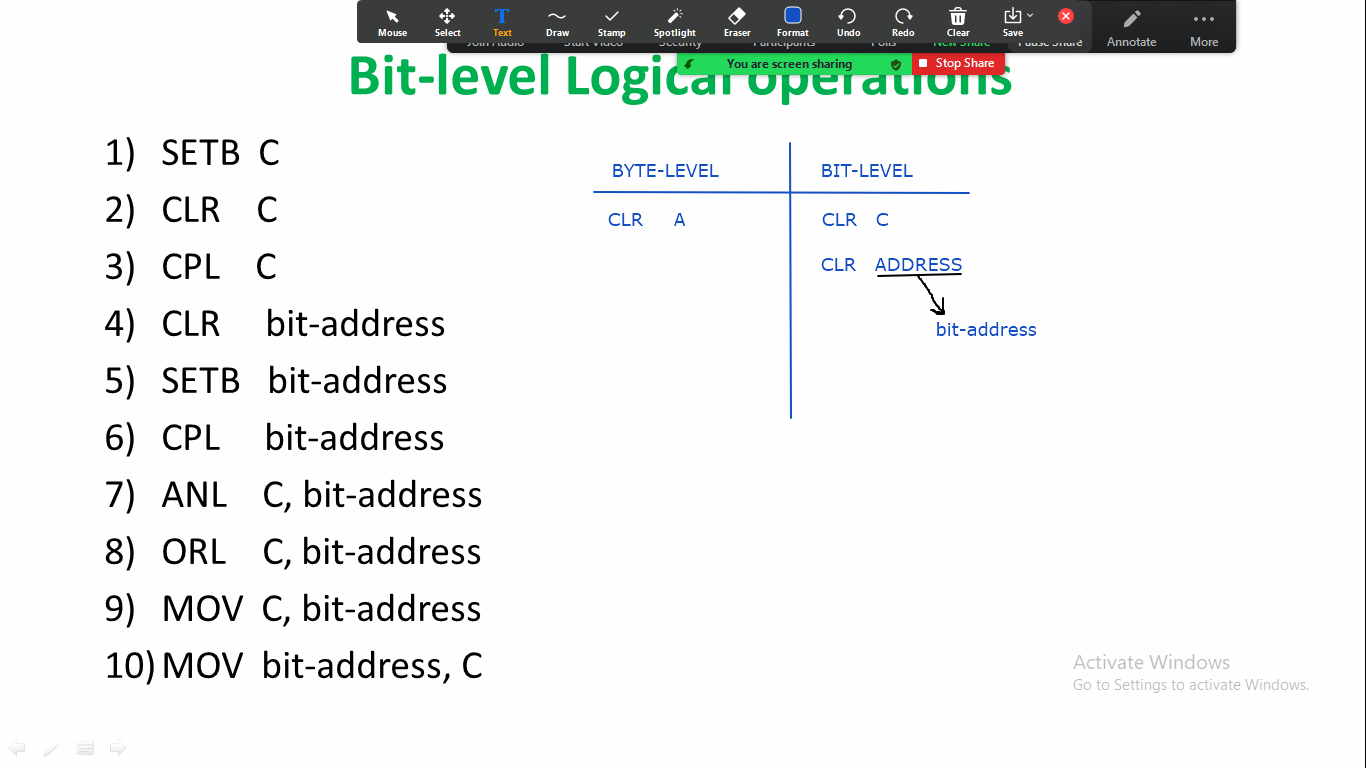 Mouse Select Text Draw Stamp Spotlight Eraser Format Undo Redo Clear Save Annotate More
Join Audio Start Video Security Participants Polls New Share Pause Share
You are screen sharing Stop Share
Bit-level Logical operations
1) SETB C
2) CLR C
3) CPL C
4) CLR bit-address
5) SETB bit-address
6) CPL bit-address
7) ANL C, bit-address
8) ORL C, bit-address
9) MOV C, bit-address
10) MOV bit-address, C
BYTE-LEVEL BIT-LEVEL
CLR A CLR C
CLR ADDRESS
bit-address
Activate Windows
Go to Settings to activate Windows.